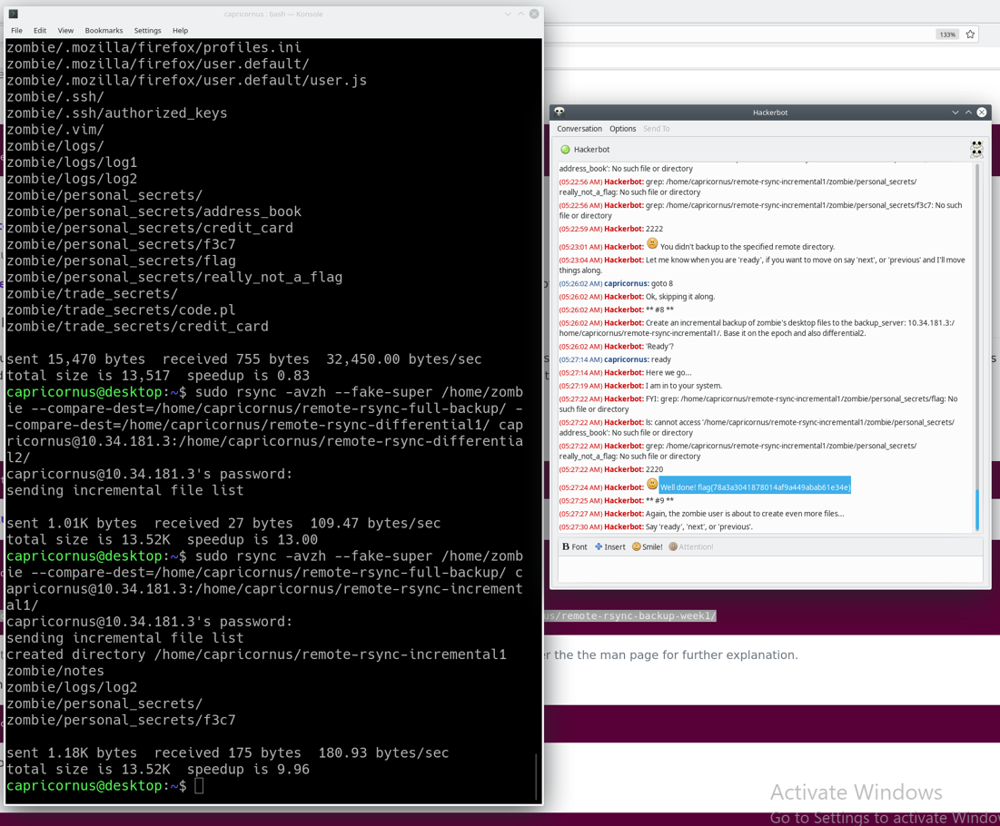 capricornus : bash — Konsole
File Edit View Bookmarks Settings Help
zombie/.mozilla/firefox/profiles.ini
zombie/.mozilla/firefox/user.default/
zombie/.mozilla/firefox/user.default/user.js
zombie/.ssh/
zombie/.ssh/authorized_keys
zombie/.vim/
zombie/logs/
zombie/logs/log1
zombie/logs/log2
zombie/personal_secrets/
zombie/personal_secrets/address_book
zombie/personal_secrets/credit_card
zombie/personal_secrets/f3c7
zombie/personal_secrets/flag
zombie/personal_secrets/really_not_a_flag
zombie/trade_secrets/
zombie/trade_secrets/code.pl
zombie/trade_secrets/credit_card
sent 15,470 bytes  received 755 bytes  32,450.00 bytes/sec
total size is 13,517  speedup is 0.83
capricornus@desktop:~$ sudo rsync -avzh --fake-super /home/zomb
ie --compare-dest=/home/capricornus/remote-rsync-full-backup/ -
-compare-dest=/home/capricornus/remote-rsync-differential1/ cap
ricornus@10.34.181.3:/home/capricornus/remote-rsync-differentia
l2/
capricornus@10.34.181.3's password:
sending incremental file list
sent 1.01K bytes  received 27 bytes  109.47 bytes/sec
total size is 13.52K  speedup is 13.00
capricornus@desktop:~$ sudo rsync -avzh --fake-super /home/zomb
ie --compare-dest=/home/capricornus/remote-rsync-full-backup/ c
apricornus@10.34.181.3:/home/capricornus/remote-rsync-increment
al1/
capricornus@10.34.181.3's password:
sending incremental file list
created directory /home/capricornus/remote-rsync-incremental1
zombie/notes
zombie/logs/log2
zombie/personal_secrets/
zombie/personal_secrets/f3c7
sent 1.18K bytes  received 175 bytes  180.93 bytes/sec
total size is 13.52K  speedup is 9.96
capricornus@desktop:~$
133%
Hackerbot
Conversation Options Send To
Hackerbot
address_book': No such file or directory
(05:22:56 AM) Hackerbot: grep: /home/capricornus/remote-rsync-incremental1/zombie/personal_secrets/
really_not_a_flag: No such file or directory
(05:22:56 AM) Hackerbot: grep: /home/capricornus/remote-rsync-incremental1/zombie/personal_secrets/f3c7: No such
file or directory
(05:22:59 AM) Hackerbot: 2222
(05:23:01 AM) Hackerbot: You didn't backup to the specified remote directory.
(05:23:04 AM) Hackerbot: Let me know when you are 'ready', if you want to move on say 'next', or 'previous' and I'll move
things along.
(05:26:02 AM) capricornus: goto 8
(05:26:02 AM) Hackerbot: Ok, skipping it along.
(05:26:02 AM) Hackerbot: ** #8 **
(05:26:02 AM) Hackerbot: Create an incremental backup of zombie's desktop files to the backup_server: 10.34.181.3:/
home/capricornus/remote-rsync-incremental1/. Base it on the epoch and also differential2.
(05:26:02 AM) Hackerbot: 'Ready'?
(05:27:14 AM) capricornus: ready
(05:27:14 AM) Hackerbot: Here we go...
(05:27:19 AM) Hackerbot: I am in to your system.
(05:27:22 AM) Hackerbot: FYI: grep: /home/capricornus/remote-rsync-incremental1/zombie/personal_secrets/flag: No
such file or directory
(05:27:22 AM) Hackerbot: ls: cannot access '/home/capricornus/remote-rsync-incremental1/zombie/personal_secrets/
address_book': No such file or directory
(05:27:22 AM) Hackerbot: grep: /home/capricornus/remote-rsync-incremental1/zombie/personal_secrets/
really_not_a_flag: No such file or directory
(05:27:22 AM) Hackerbot: 2220
(05:27:24 AM) Hackerbot: Well done! flag{78a3a3041878014af9a449abab61e34e}
(05:27:25 AM) Hackerbot: ** #9 **
(05:27:27 AM) Hackerbot: Again, the zombie user is about to create even more files...
(05:27:30 AM) Hackerbot: Say 'ready', 'next', or 'previous'.
Font Insert Smile! Attention!
us/remote-rsync-backup-week1/
the the man page for further explanation.
Activate Windows
Go to Settings to activate